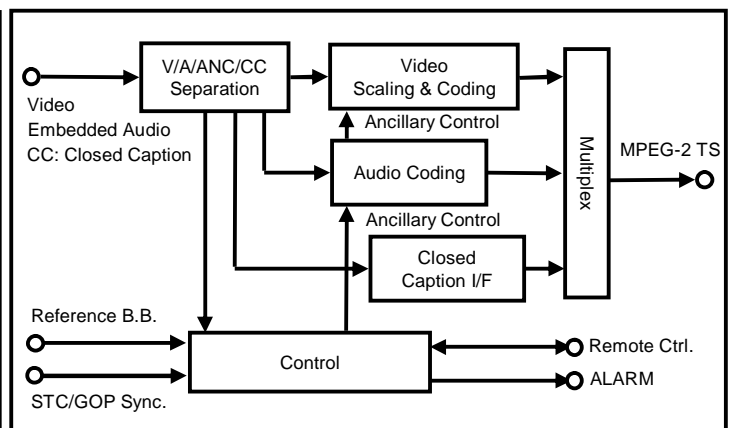 V/A/ANC/CC
Separation
Video
Scaling & Coding
Video
Embedded Audio
CC: Closed Caption
Ancillary Control
Audio Coding
Multiplex
MPEG-2 TS
Ancillary Control
Closed
Caption I/F
Reference B.B.
Control
Remote Ctrl.
STC/GOP Sync.
ALARM